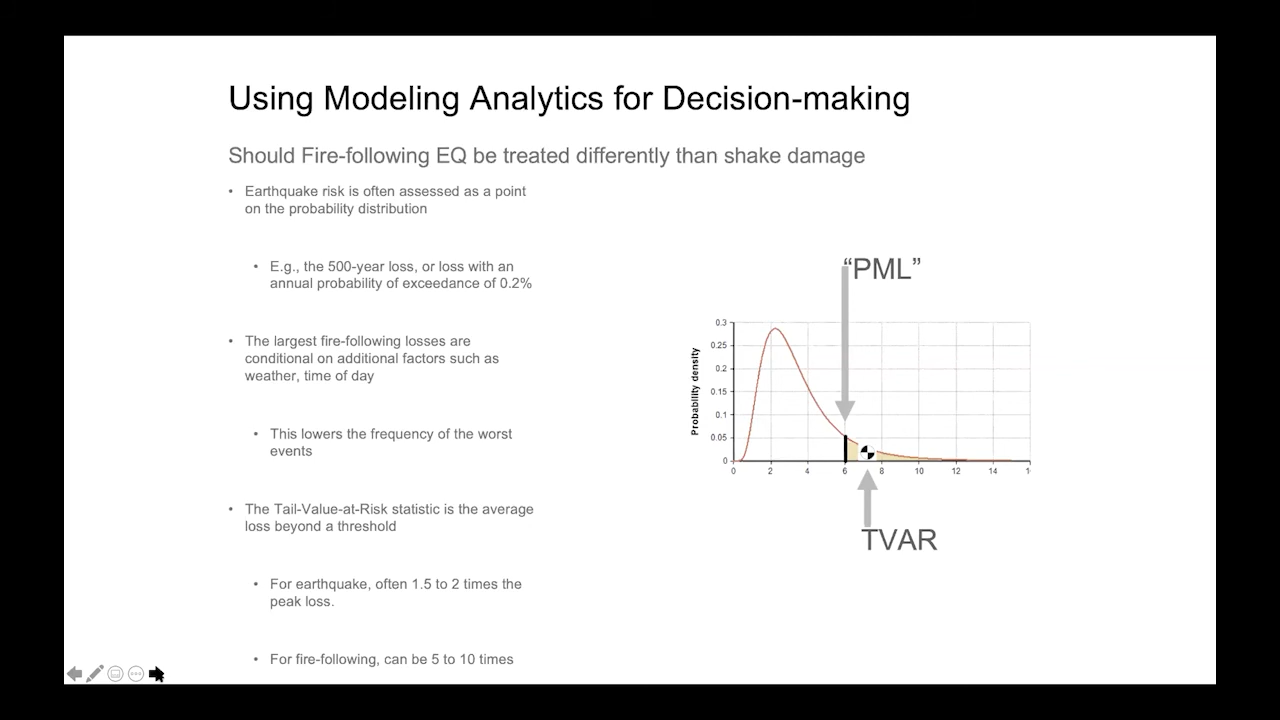 Using Modeling Analytics for Decision-making
Should Fire-following EQ be treated differently than shake damage
• Earthquake risk is often assessed as a point
on the probability distribution
• E.g., the 500-year loss, or loss with an
annual probability of exceedance of 0.2%
• The largest fire-following losses are
conditional on additional factors such as
weather, time of day
• This lowers the frequency of the worst
events
• The Tail-Value-at-Risk statistic is the average
loss beyond a threshold
• For earthquake, often 1.5 to 2 times the
peak loss.
• For fire-following, can be 5 to 10 times
“PML”
Probability density
0.3
0.25
0.2
0.15
0.1
0.05
0
0 2 4 6 8 10 12 14
TVAR